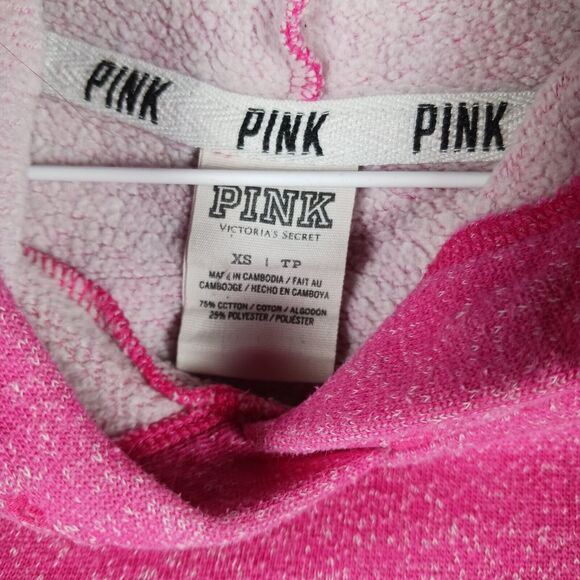 PINK PINK PINK
PINK
VICTORIA'S SECRET
XS | TP
MADE IN CAMBODIA / FAIT AU
CAMBODGE / HECHO EN CAMBOYA
75% COTTON / COTON / ALGODON
25% POLYESTER / POLIÉSTER